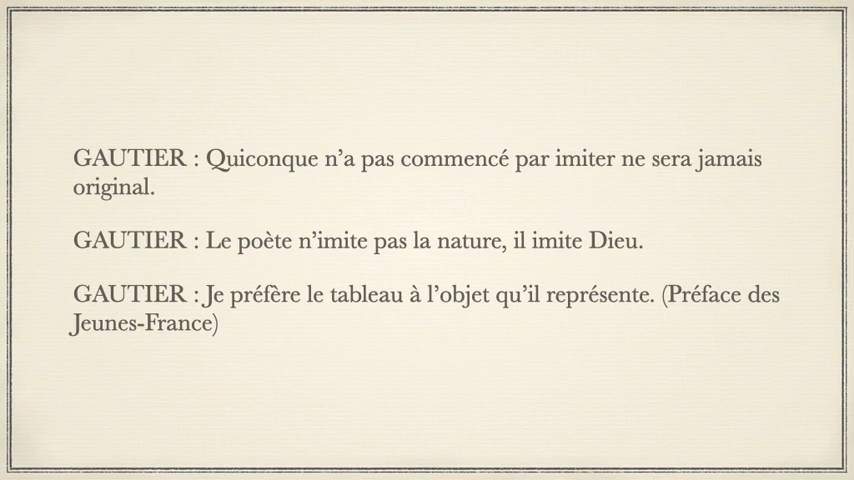 GAUTIER : Quiconque n’a pas commencé par imiter ne sera jamais
original.
GAUTIER : Le poète n’imite pas la nature, il imite Dieu.
GAUTIER : Je préfère le tableau à l’objet qu’il représente. (Préface des
Jeunes-France)